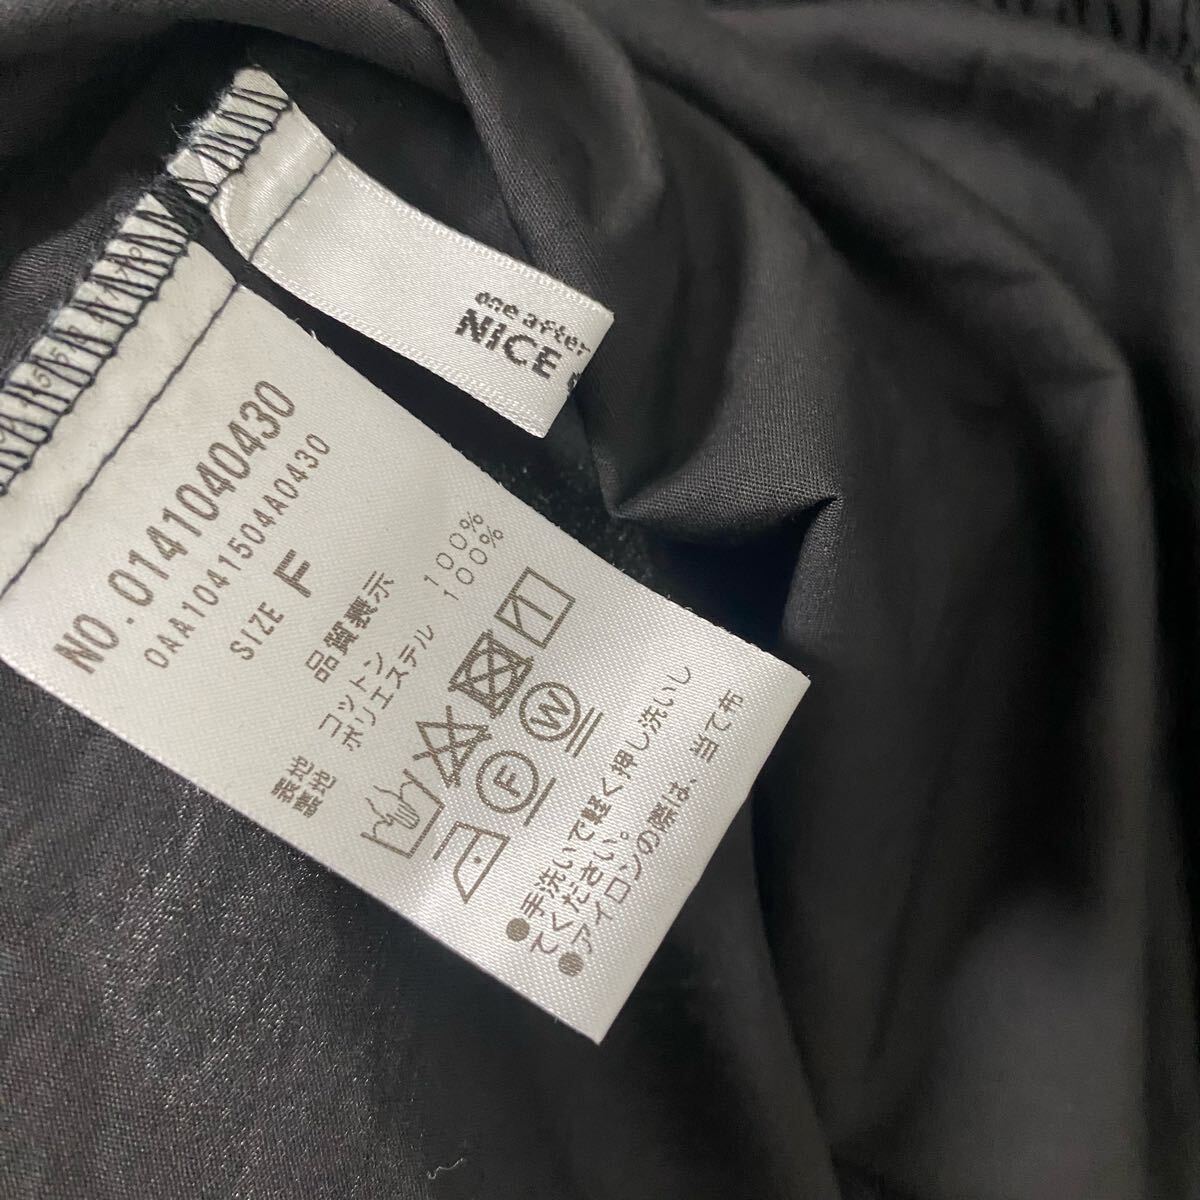 one after
NICE
NO.0141040430
0AA1041504A0430
SIZE F
品質表示
表地 コットン 100%
裏地 ポリエステル 100%
W
F
●手洗いで軽く押し洗いし
てください。
●アイロンの際は、当て布